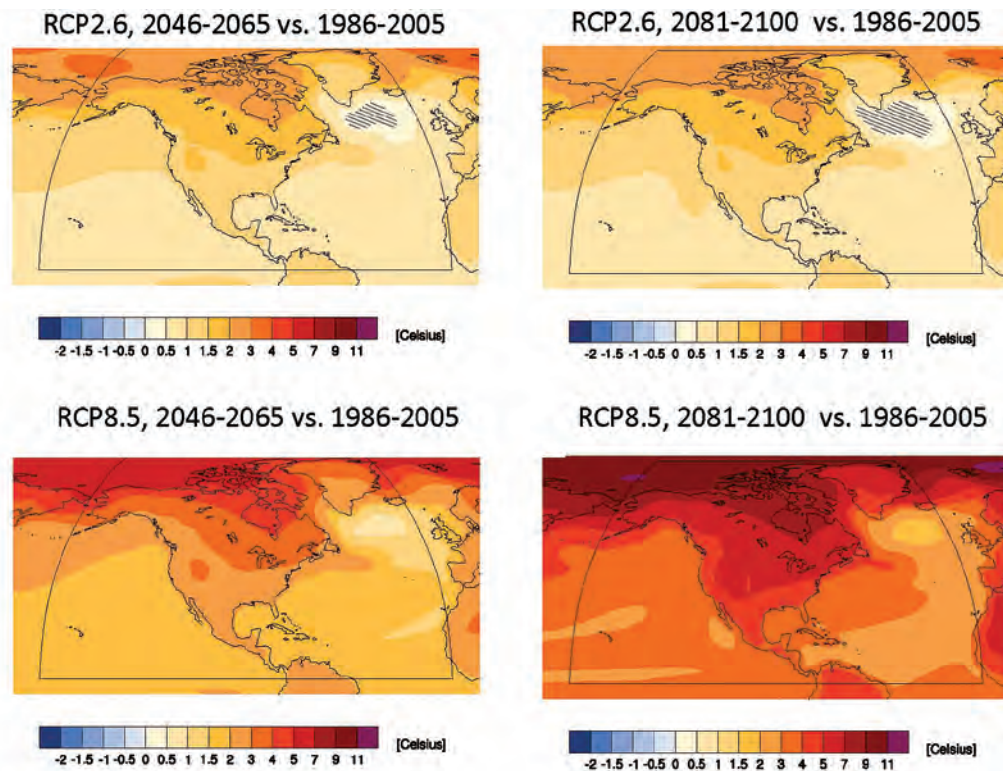 RCP2.6, 2046-2065 vs. 1986-2005
RCP2.6, 2081-2100 vs. 1986-2005
-2 -1.5 -1 -0.5 0 0.5 1 1.5 2 3 5 7 9 11 [Celsius]
-2 -1.5 -1 -0.5 0 0.5 1 1.5 2 3 5 7 9 11 [Celsius]
RCP8.5, 2046-2065 vs. 1986-2005
RCP8.5, 2081-2100 vs. 1986-2005
-2 -1.5 -1 -0.5 0 0.5 1 1.5 2 3 5 7 9 11 [Celsius]
-2 -1.5 -1 -0.5 0 0.5 1 1.5 2 3 5 7 9 11 [Celsius]